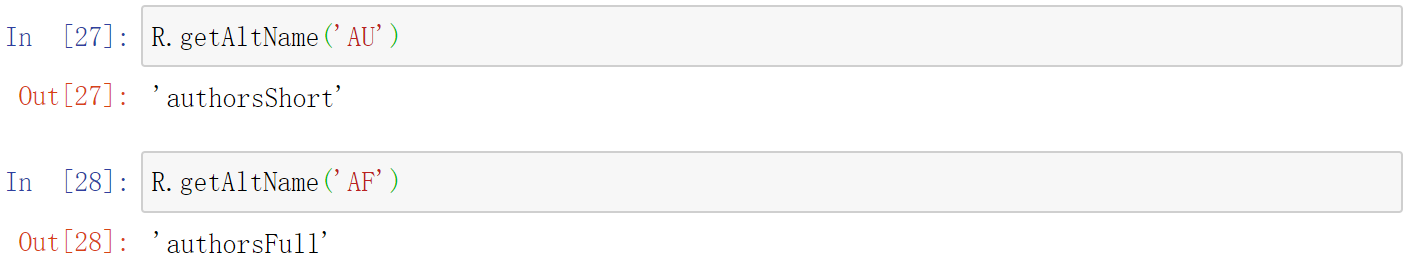 In [27]: R.getAltName('AU')
Out[27]: 'authorsShort'
In [28]: R.getAltName('AF')
Out[28]: 'authorsFull'